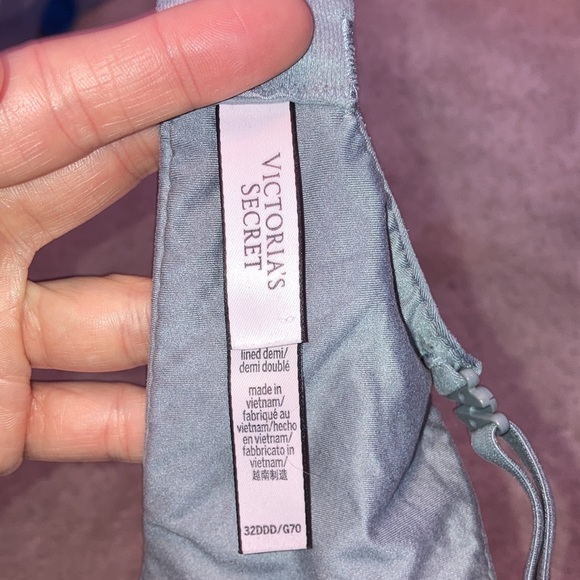 VICTORIA'S
SECRET
lined demi/
demi doublé
made in
vietnam/
fabriqué au
vietnam/hecho
en vietnam/
fabbricato in
vietnam/
越南制造
32DDD/G70